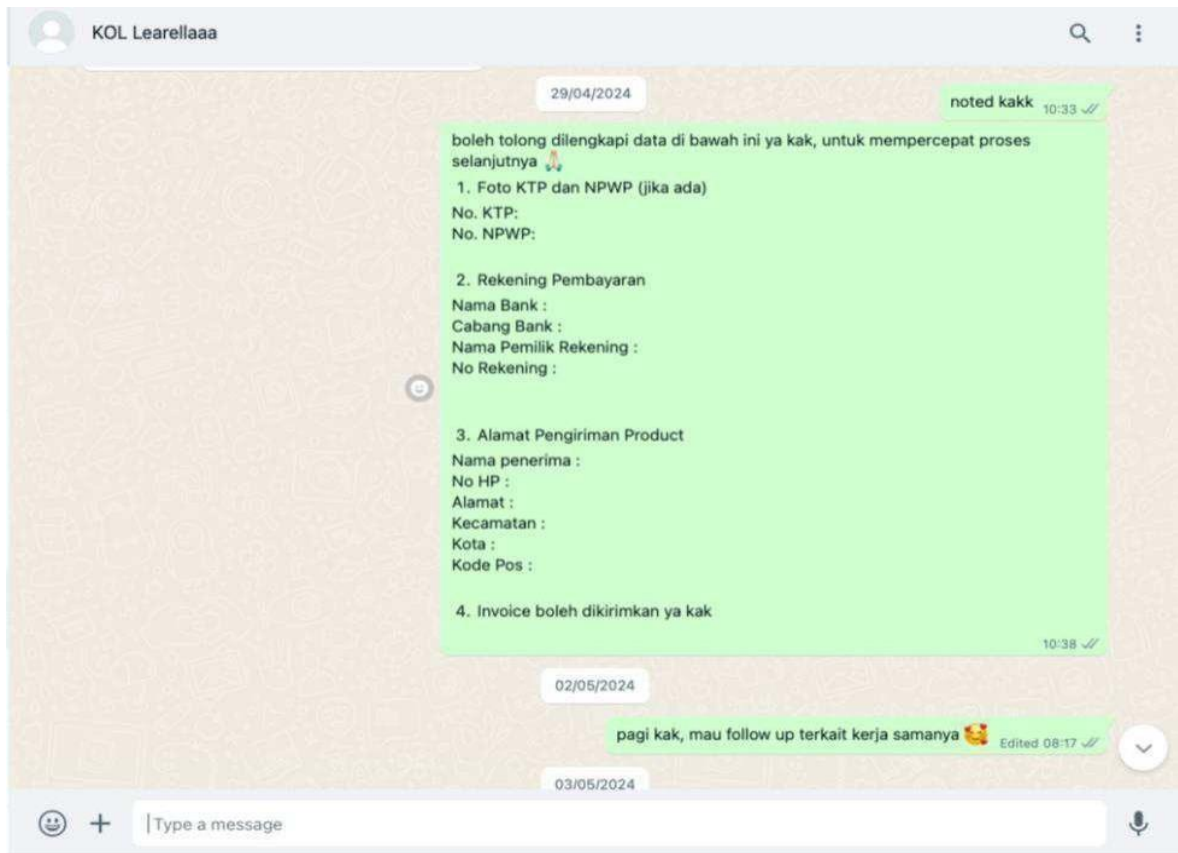 KOL Learellaaa
29/04/2024
noted kakk 10:33
boleh tolong dilengkapi data di bawah ini ya kak, untuk mempercepat proses
selanjutnya 🙏🏻
1. Foto KTP dan NPWP (jika ada)
No. KTP:
No. NPWP:
2. Rekening Pembayaran
Nama Bank :
Cabang Bank :
Nama Pemilik Rekening :
No Rekening :
3. Alamat Pengiriman Product
Nama penerima :
No HP :
Alamat :
Kecamatan :
Kota :
Kode Pos :
4. Invoice boleh dikirimkan ya kak
10:38
02/05/2024
pagi kak, mau follow up terkait kerja samanya 🥰 Edited 08:17
03/05/2024
Type a message